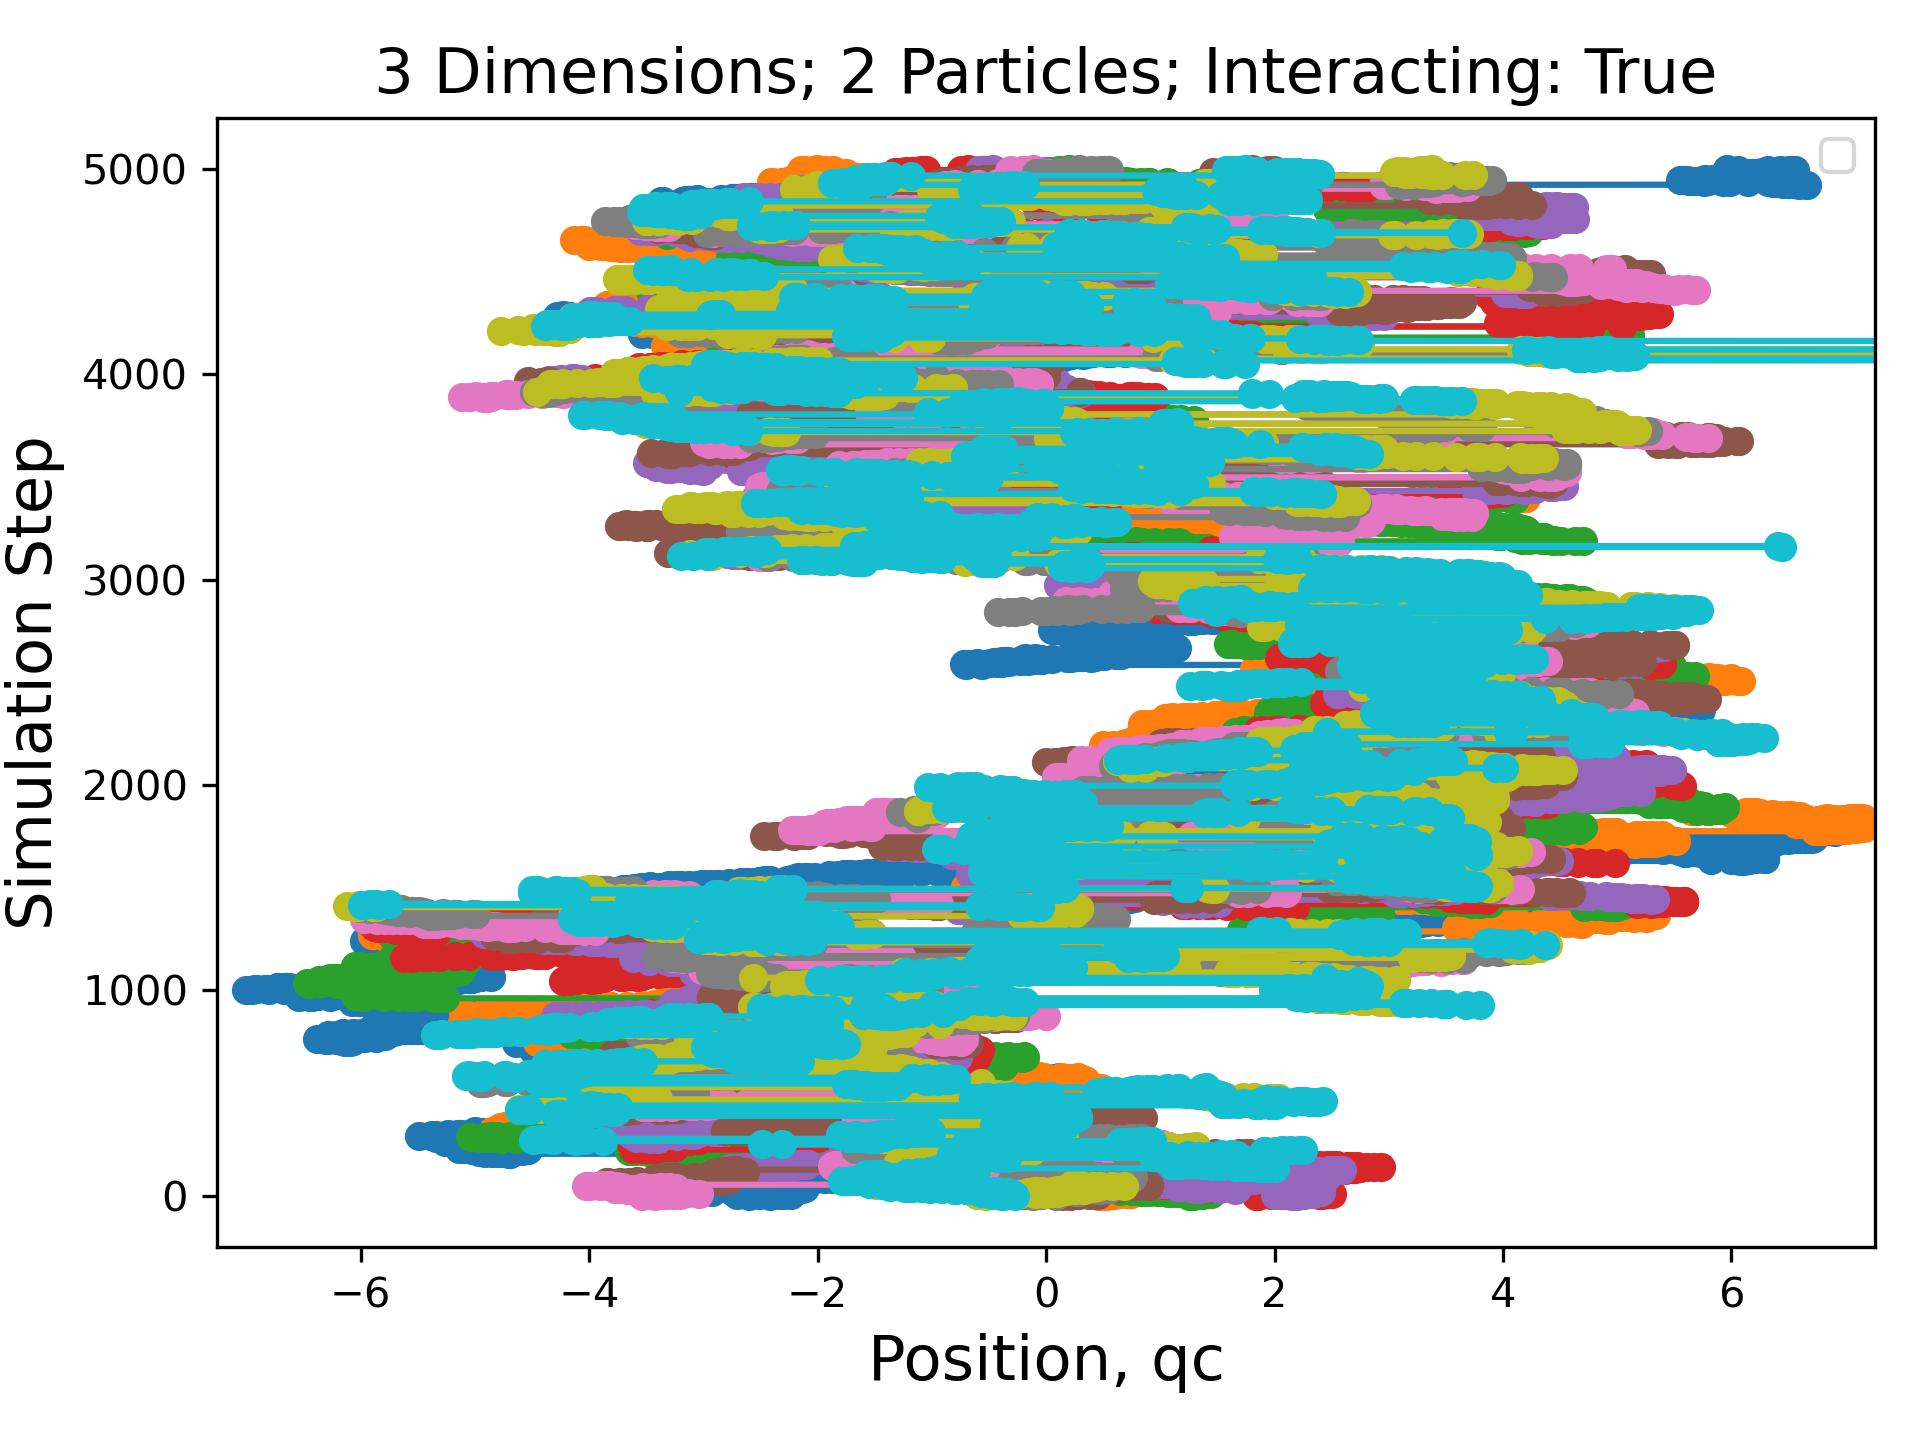 3 Dimensions; 2 Particles; Interacting: True
5000
4000
3000
2000
1000
0
Simulation Step
−6 −4 −2 0 2 4 6
Position, qc